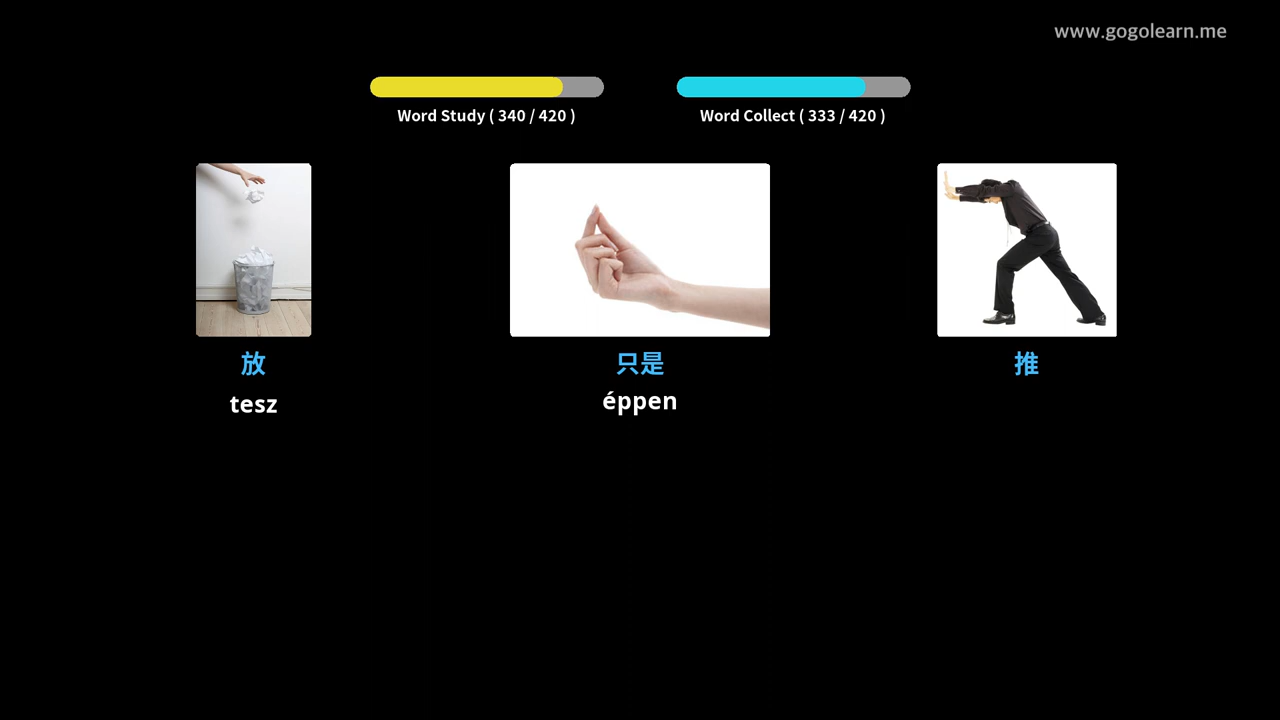 www.gogolearn.me
Word Study ( 340 / 420 )
Word Collect ( 333 / 420 )
放
只是
推
tesz
éppen